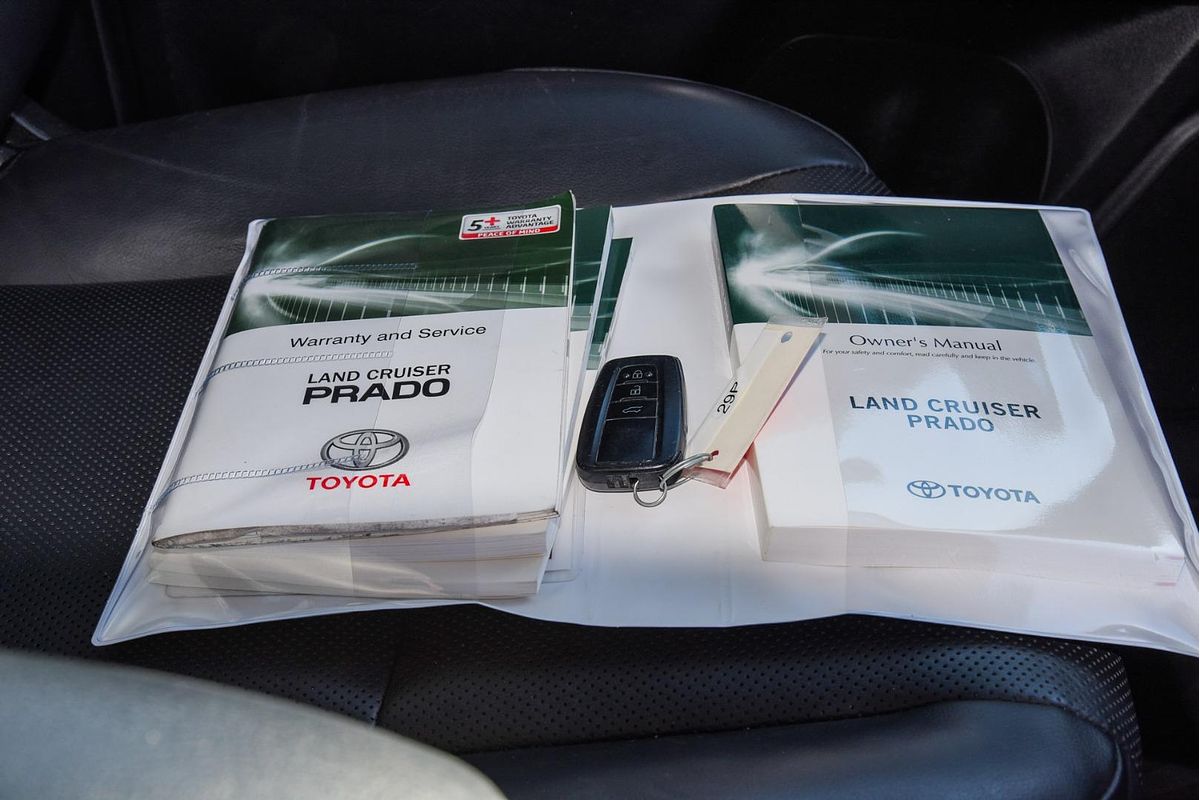 5+
YEARS
TOYOTA
WARRANTY
ADVANTAGE
PEACE OF MIND
Warranty and Service
LAND CRUISER
PRADO
TOYOTA
29P
Owner's Manual
For your safety and comfort, read carefully and keep in the vehicle.
LAND CRUISER
PRADO
TOYOTA